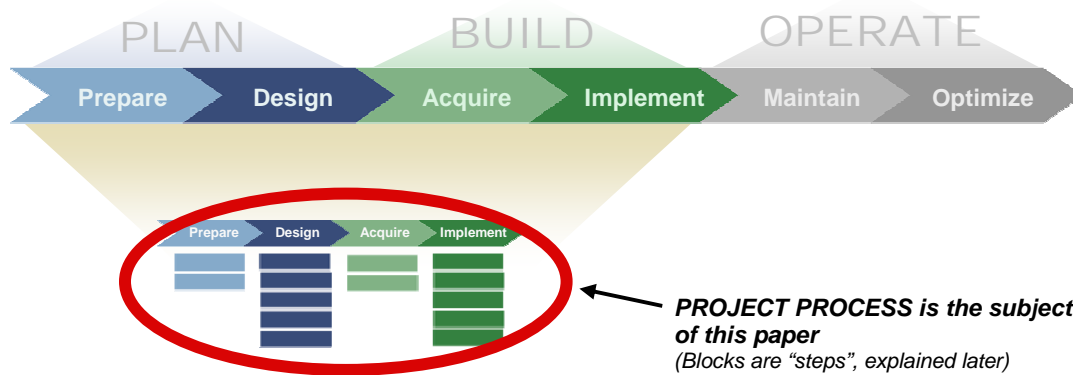 PLAN BUILD OPERATE
Prepare Design Acquire Implement Maintain Optimize
Prepare Design Acquire Implement
PROJECT PROCESS is the subject
of this paper
(Blocks are “steps”, explained later)